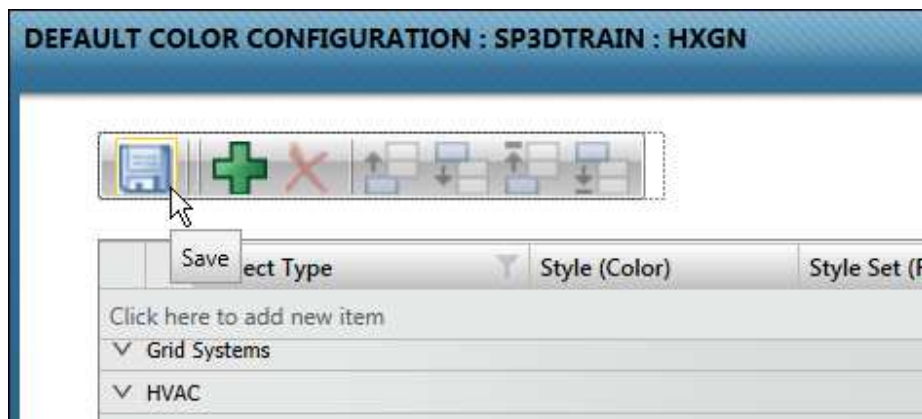 DEFAULT COLOR CONFIGURATION : SP3DTRAIN : HXGN
Save
ect Type
Style (Color)
Style Set (
Click here to add new item
Grid Systems
HVAC